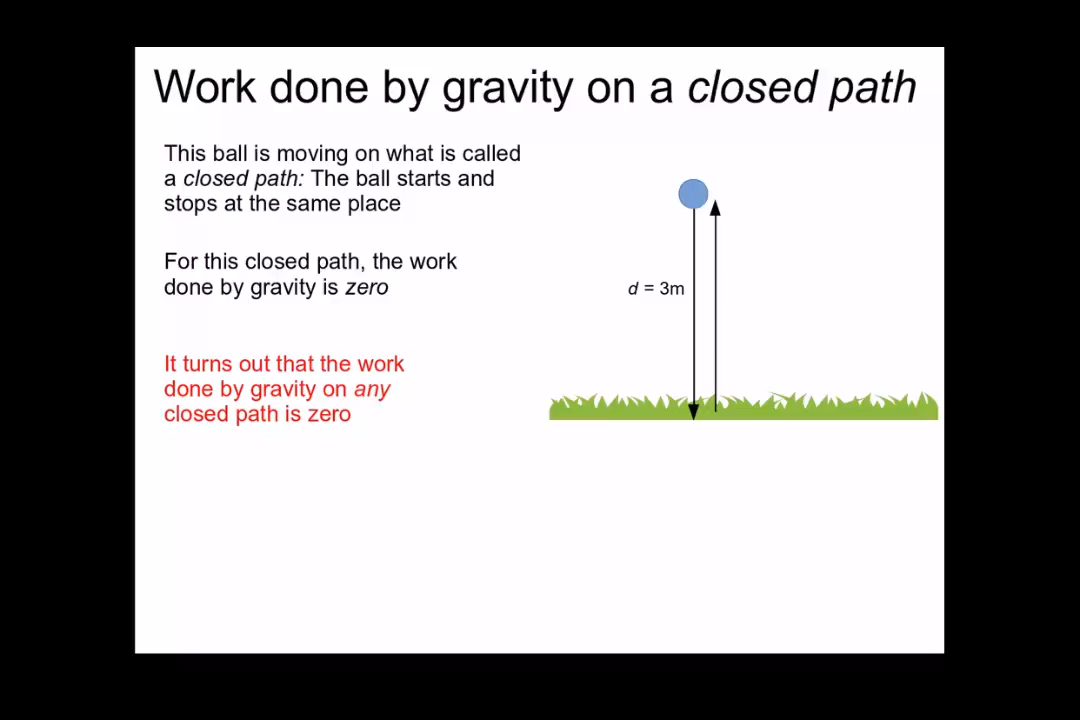 Work done by gravity on a closed path
This ball is moving on what is called
a closed path: The ball starts and
stops at the same place
For this closed path, the work
done by gravity is zero
d = 3m
It turns out that the work
done by gravity on any
closed path is zero